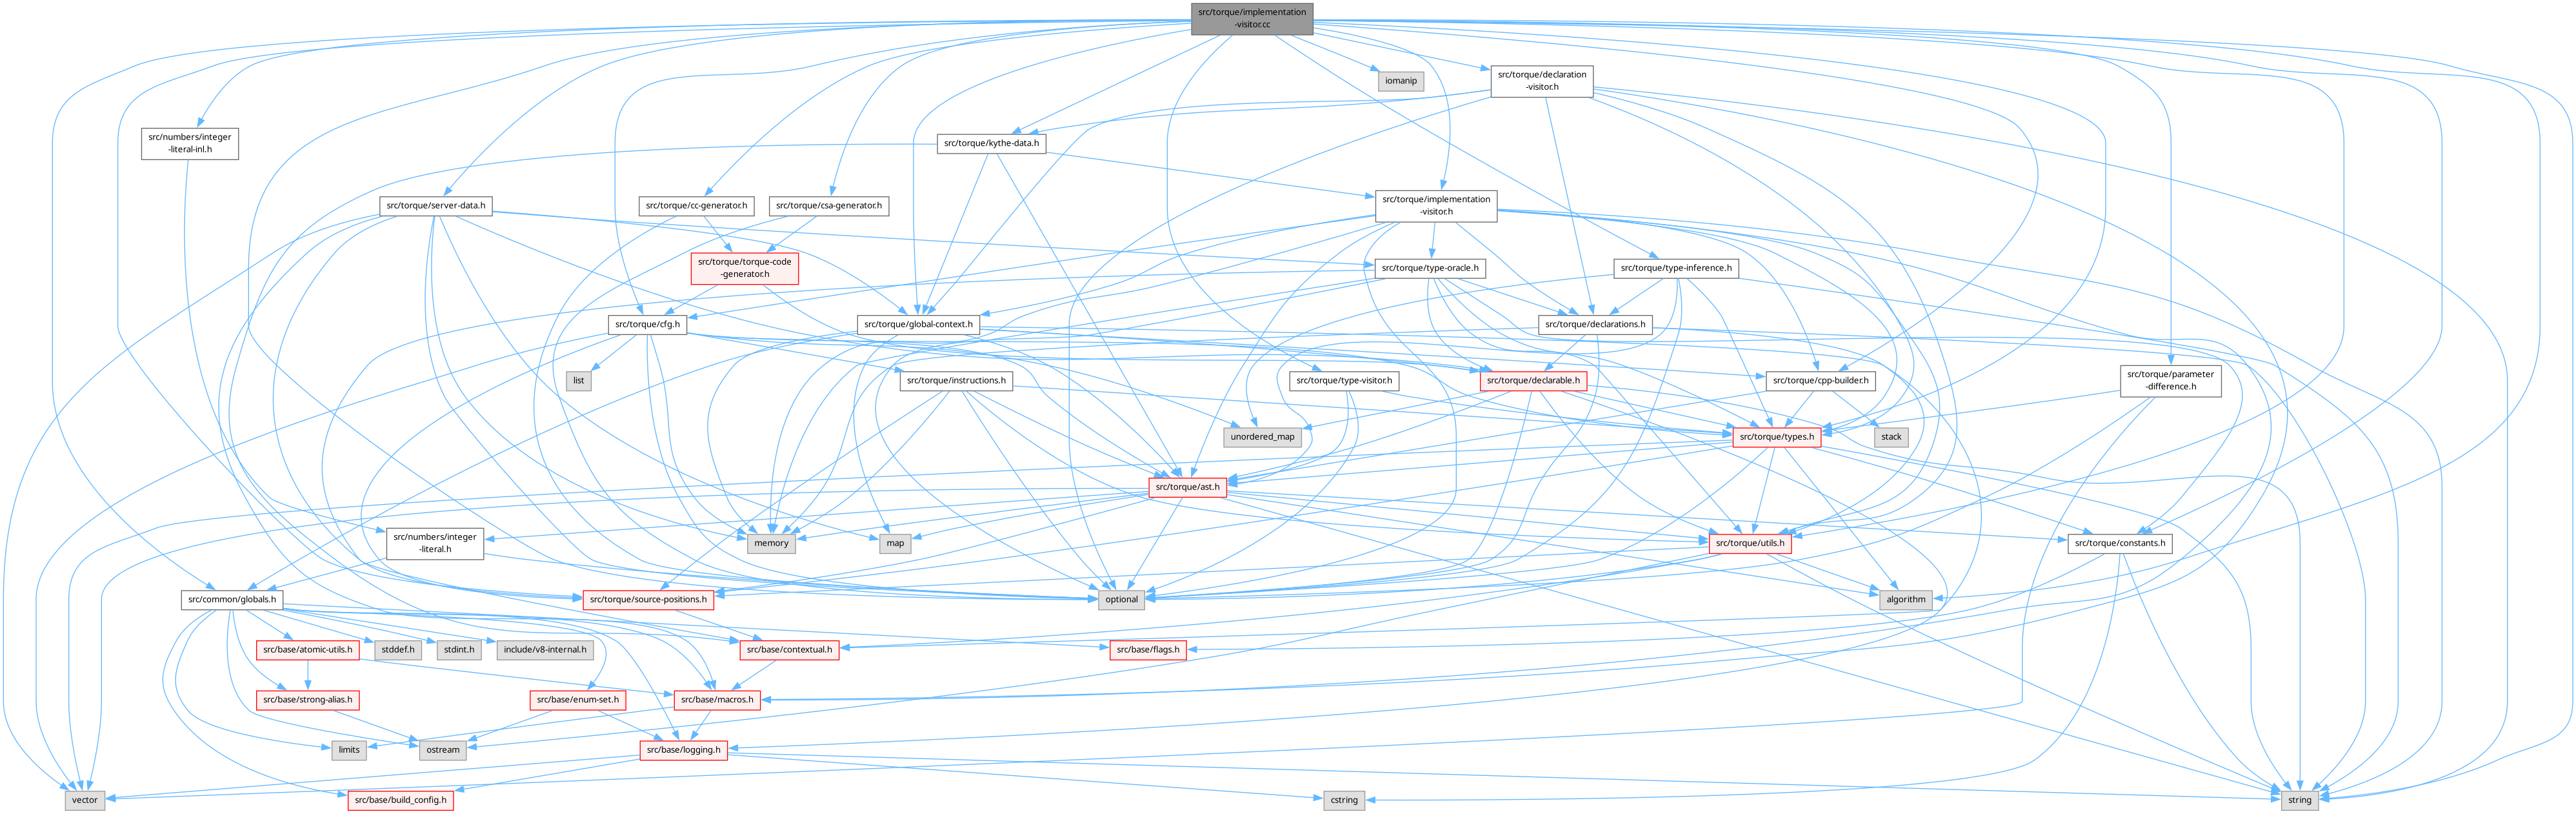 src/torque/implementation
-visitor.cc
iomanip
src/torque/declaration
-visitor.h
src/numbers/integer
-literal-inl.h
src/torque/kythe-data.h
src/torque/server-data.h
src/torque/cc-generator.h
src/torque/csa-generator.h
src/torque/implementation
-visitor.h
src/torque/torque-code
-generator.h
src/torque/type-oracle.h
src/torque/type-inference.h
src/torque/cfg.h
src/torque/global-context.h
src/torque/declarations.h
list
src/torque/instructions.h
src/torque/type-visitor.h
src/torque/declarable.h
src/torque/cpp-builder.h
src/torque/parameter
-difference.h
unordered_map
src/torque/types.h
stack
src/torque/ast.h
src/numbers/integer
-literal.h
memory
map
src/torque/utils.h
src/torque/constants.h
src/common/globals.h
src/torque/source-positions.h
optional
algorithm
src/base/atomic-utils.h
stddef.h
stdint.h
include/v8-internal.h
src/base/contextual.h
src/base/flags.h
src/base/strong-alias.h
src/base/enum-set.h
src/base/macros.h
limits
ostream
src/base/logging.h
vector
src/base/build_config.h
cstring
string